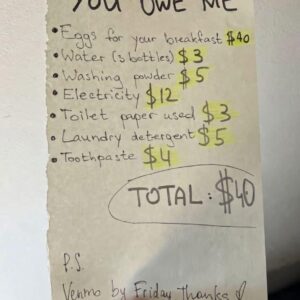 YOU OWE ME
• Eggs for your breakfast $40
• Water (3 bottles) $3
• Washing powder $5
• Electricity $12
• Toilet paper used $3
• Laundry detergent $5
• Toothpaste $4
TOTAL: $40
P.S.
Venmo by Friday Thanks